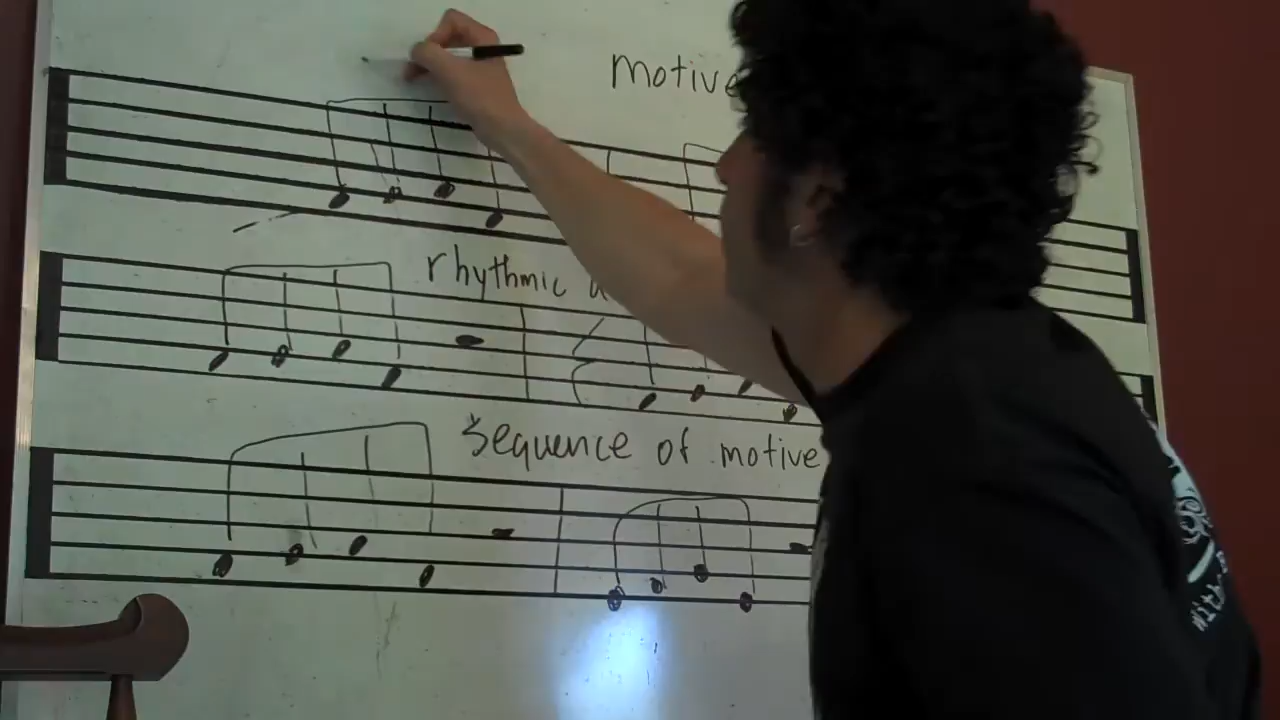 motive
rhythmic
sequence of motive